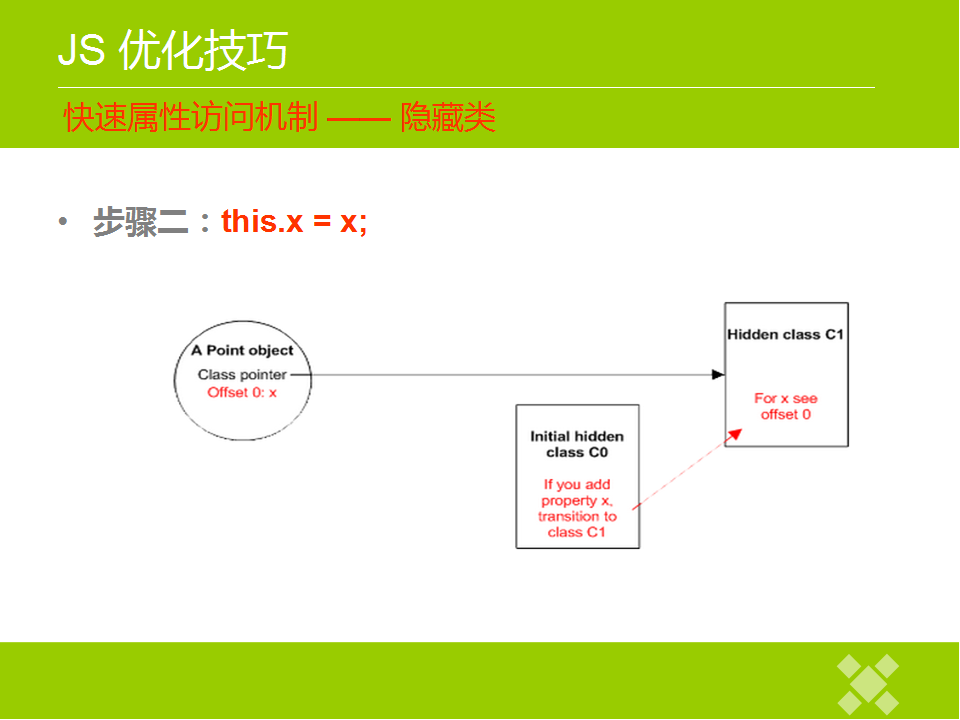 JS 优化技巧
快速属性访问机制 —— 隐藏类
• 步骤二：this.x = x;
A Point object
Class pointer
Offset 0: x
Hidden class C1
For x see
offset 0
Initial hidden
class C0
If you add
property x,
transition to
class C1